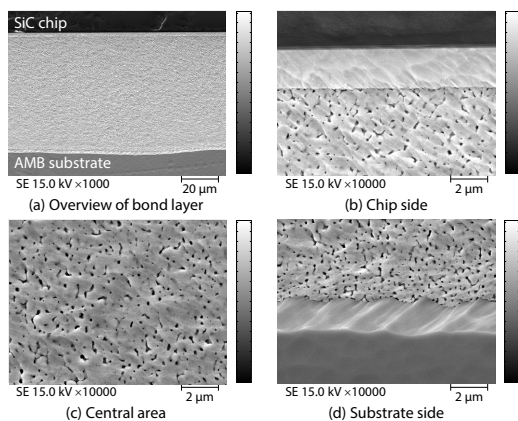 SiC chip
AMB substrate
SE 15.0 kV ×1000
20 μm
(a) Overview of bond layer
SE 15.0 kV ×10000
2 μm
(b) Chip side
SE 15.0 kV ×10000
2 μm
(c) Central area
SE 15.0 kV ×10000
2 μm
(d) Substrate side